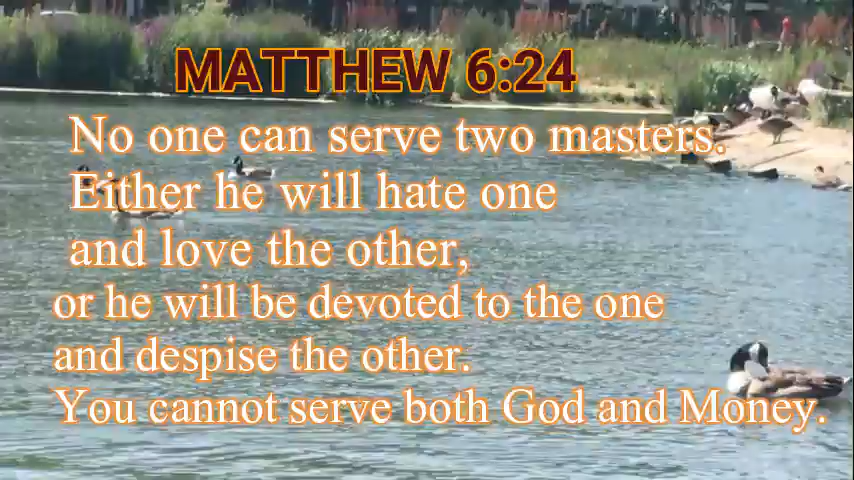 MATTHEW 6:24
No one can serve two masters.
Either he will hate one
and love the other,
or he will be devoted to the one
and despise the other.
You cannot serve both God and Money.